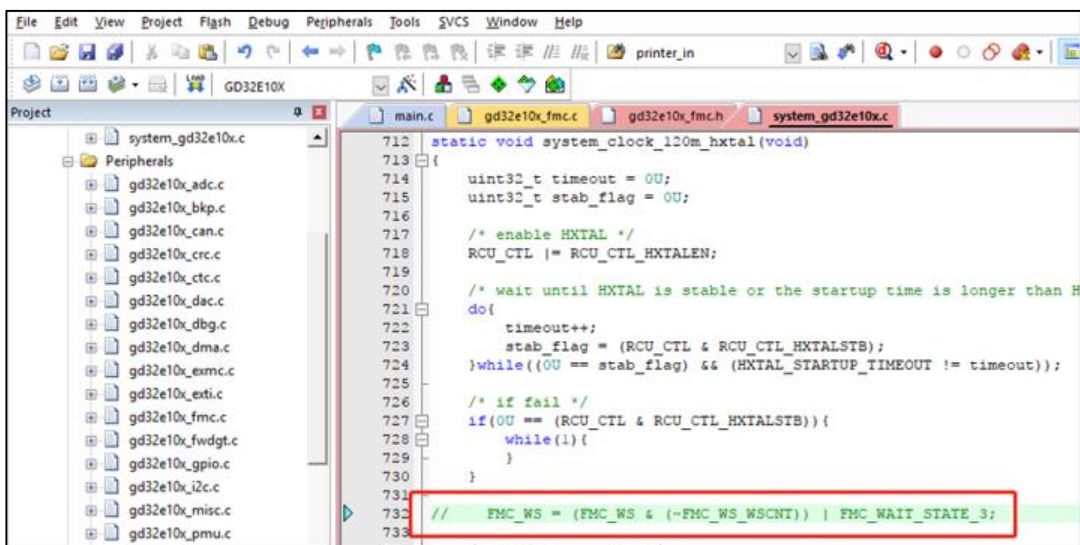 File Edit View Project Flash Debug Peripherals Tools SVCS Window Help
printer_in
LOAD GD32E10X
Project
main.c gd32e10x_fmc.c gd32e10x_fmc.h system_gd32e10x.c
system_gd32e10x.c
Peripherals
gd32e10x_adc.c
gd32e10x_bkp.c
gd32e10x_can.c
gd32e10x_crc.c
gd32e10x_ctc.c
gd32e10x_dac.c
gd32e10x_dbg.c
gd32e10x_dma.c
gd32e10x_exmc.c
gd32e10x_exti.c
gd32e10x_fmc.c
gd32e10x_fwdgt.c
gd32e10x_gpio.c
gd32e10x_i2c.c
gd32e10x_misc.c
gd32e10x_pmu.c
712 static void system_clock_120m_hxtal(void)
713 {
714 uint32_t timeout = 0U;
715 uint32_t stab_flag = 0U;
716
717 /* enable HXTAL */
718 RCU_CTL |= RCU_CTL_HXTALEN;
719
720 /* wait until HXTAL is stable or the startup time is longer than H
721 do{
722 timeout++;
723 stab_flag = (RCU_CTL & RCU_CTL_HXTALSTB);
724 }while((0U == stab_flag) && (HXTAL_STARTUP_TIMEOUT != timeout));
725
726 /* if fail */
727 if(0U == (RCU_CTL & RCU_CTL_HXTALSTB)){
728 while(1){
729 }
730 }
731
732 // FMC_WS = (FMC_WS & (~FMC_WS_WSCNT)) | FMC_WAIT_STATE_3;
733